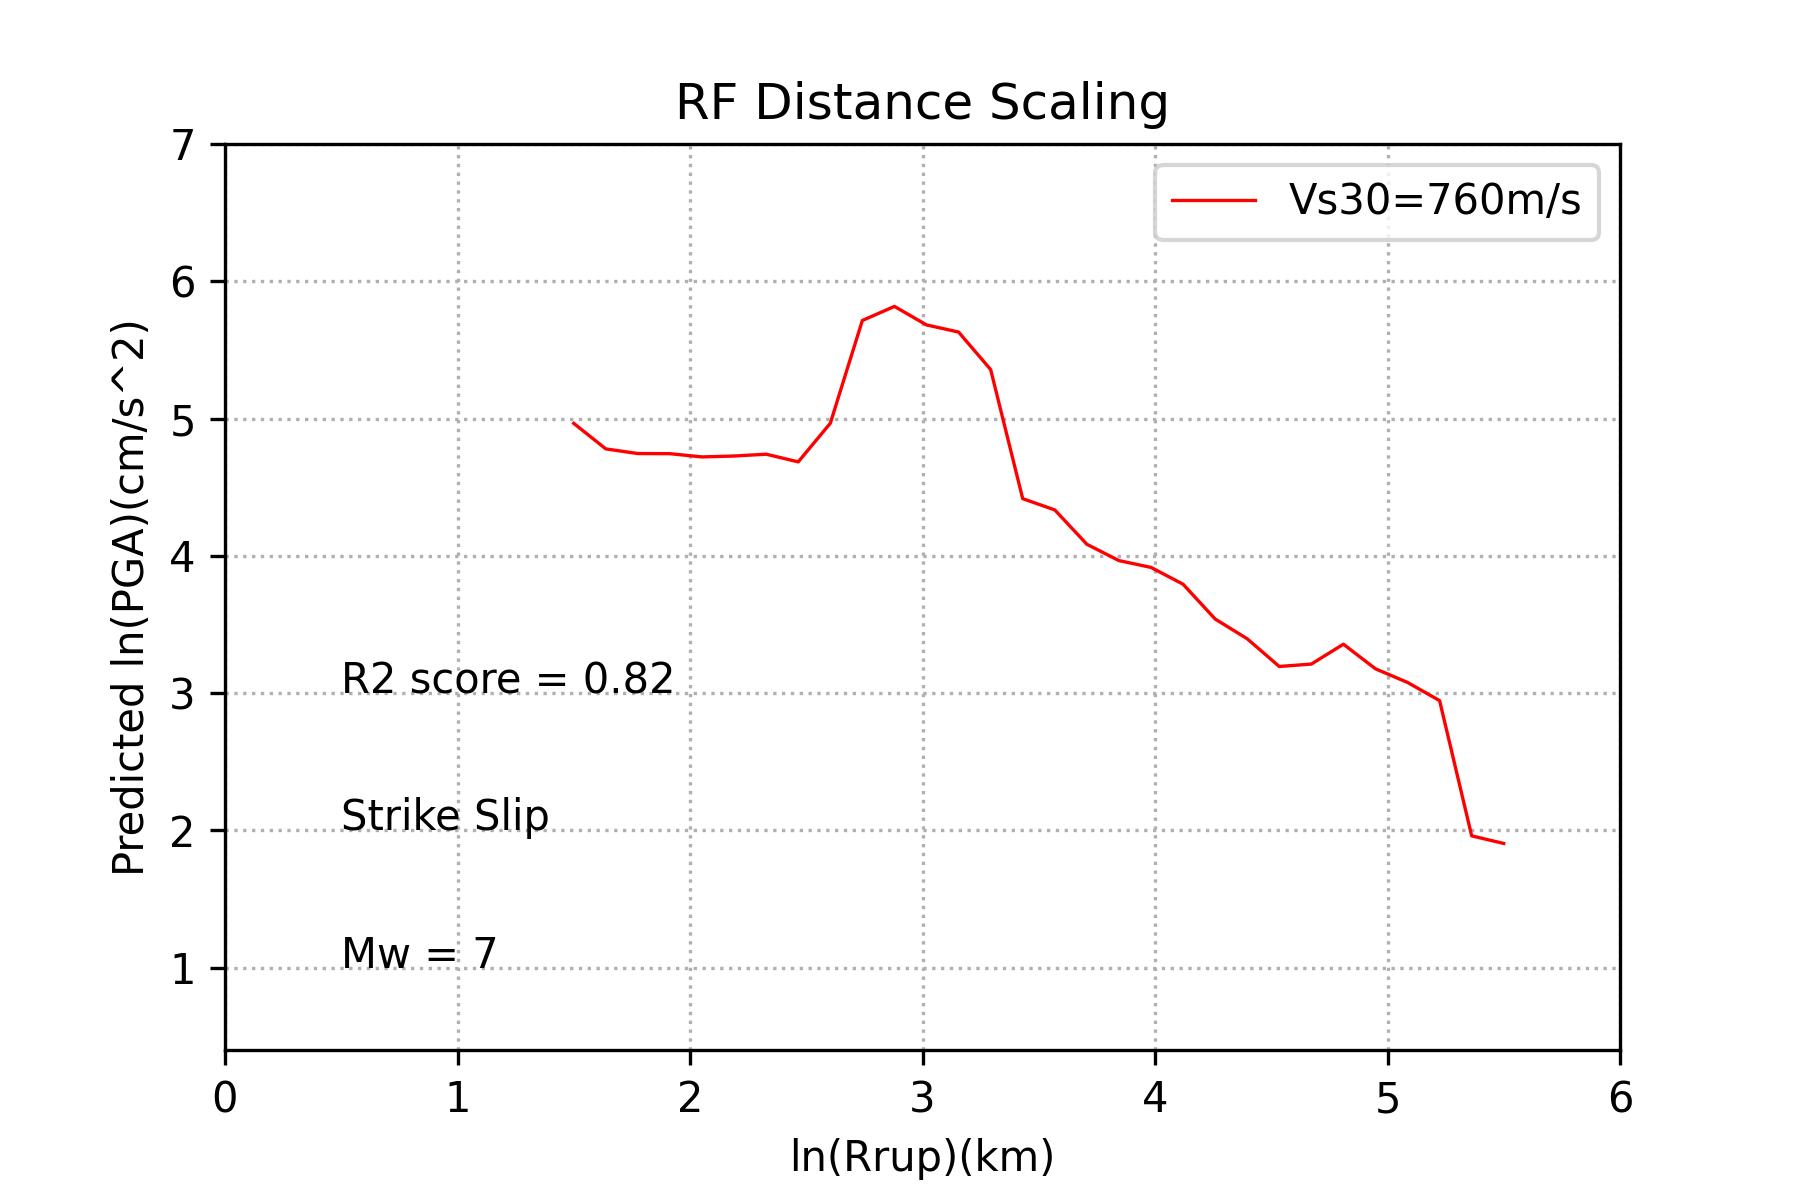 RF Distance Scaling
7
6
5
4
3
2
1
Predicted ln(PGA)(cm/s^2)
Vs30=760m/s
R2 score = 0.82
Strike Slip
Mw = 7
0 1 2 3 4 5 6
ln(Rrup)(km)